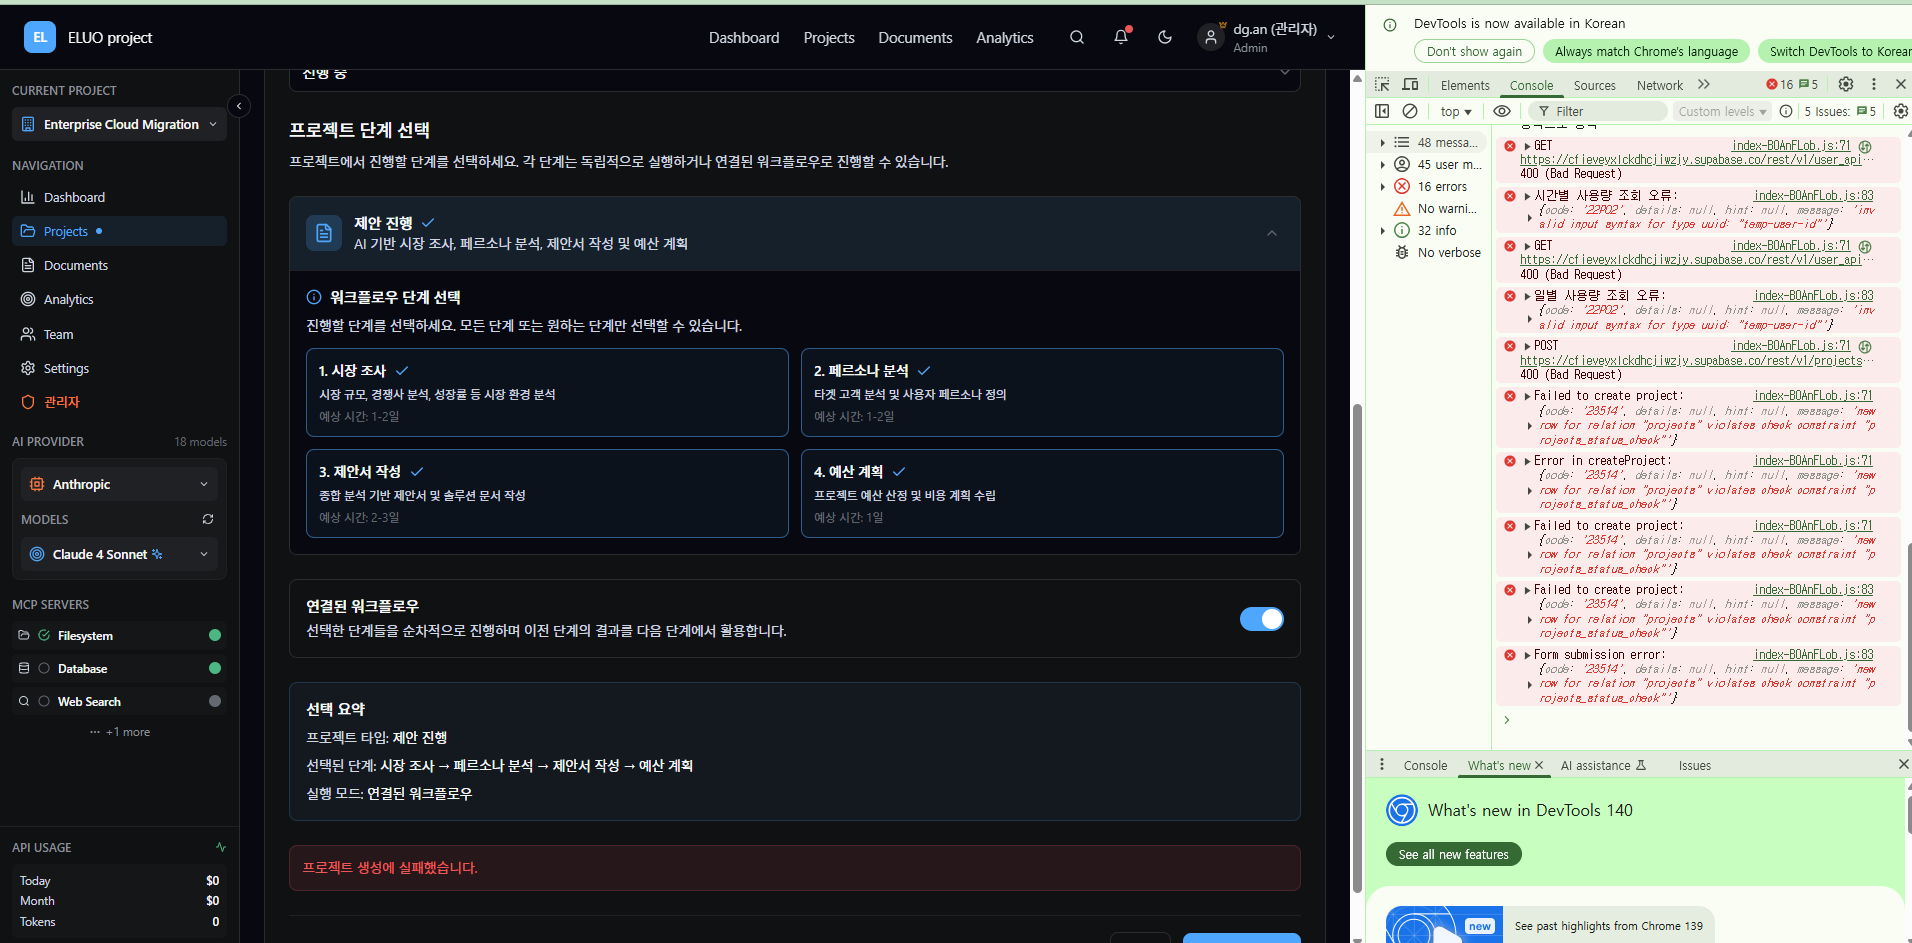 EL
ELUO project
Dashboard
Projects
Documents
Analytics
dg.an (관리자)
Admin
CURRENT PROJECT
Enterprise Cloud Migration
NAVIGATION
Dashboard
Projects
Documents
Analytics
Team
Settings
관리자
AI PROVIDER
18 models
Anthropic
MODELS
Claude 4 Sonnet
MCP SERVERS
Filesystem
Database
Web Search
··· +1 more
API USAGE
Today $0
Month $0
Tokens 0
진행 중
프로젝트 단계 선택
프로젝트에서 진행할 단계를 선택하세요. 각 단계는 독립적으로 실행하거나 연결된 워크플로우로 진행할 수 있습니다.
제안 진행
AI 기반 시장 조사, 페르소나 분석, 제안서 작성 및 예산 계획
워크플로우 단계 선택
진행할 단계를 선택하세요. 모든 단계 또는 원하는 단계만 선택할 수 있습니다.
1. 시장 조사
시장 규모, 경쟁사 분석, 성장률 등 시장 환경 분석
예상 시간: 1-2일
2. 페르소나 분석
타겟 고객 분석 및 사용자 페르소나 정의
예상 시간: 1-2일
3. 제안서 작성
종합 분석 기반 제안서 및 솔루션 문서 작성
예상 시간: 2-3일
4. 예산 계획
프로젝트 예산 산정 및 비용 계획 수립
예상 시간: 1일
연결된 워크플로우
선택한 단계들을 순차적으로 진행하며 이전 단계의 결과를 다음 단계에서 활용합니다.
선택 요약
프로젝트 타입: 제안 진행
선택된 단계: 시장 조사 → 페르소나 분석 → 제안서 작성 → 예산 계획
실행 모드: 연결된 워크플로우
프로젝트 생성에 실패했습니다.
DevTools is now available in Korean
Don't show again
Always match Chrome's language
Switch DevTools to Korean
Elements
Console
Sources
Network
16
5
top
Filter
Custom levels
5 Issues:
5
48 messa...
45 user m...
16 errors
No warni...
32 info
No verbose
GET index-BOAnFLob.js:71
https://cfieveyxlckdhcjiwzjy.supabase.co/rest/v1/user_api…
400 (Bad Request)
시간별 사용량 조회 오류: index-BOAnFLob.js:83
{code: '22P02', details: null, hint: null, message: 'inv
alid input syntax for type uuid: "temp-user-id"'}
GET index-BOAnFLob.js:71
https://cfieveyxlckdhcjiwzjy.supabase.co/rest/v1/user_api…
400 (Bad Request)
일별 사용량 조회 오류: index-BOAnFLob.js:83
{code: '22P02', details: null, hint: null, message: 'inv
alid input syntax for type uuid: "temp-user-id"'}
POST index-BOAnFLob.js:71
https://cfieveyxlckdhcjiwzjy.supabase.co/rest/v1/projects…
400 (Bad Request)
Failed to create project: index-BOAnFLob.js:71
{code: '23514', details: null, hint: null, message: 'new
row for relation "projects" violates check constraint "p
rojects_status_check"'}
Error in createProject: index-BOAnFLob.js:71
{code: '23514', details: null, hint: null, message: 'new
row for relation "projects" violates check constraint "p
rojects_status_check"'}
Failed to create project: index-BOAnFLob.js:71
{code: '23514', details: null, hint: null, message: 'new
row for relation "projects" violates check constraint "p
rojects_status_check"'}
Failed to create project: index-BOAnFLob.js:83
{code: '23514', details: null, hint: null, message: 'new
row for relation "projects" violates check constraint "p
rojects_status_check"'}
Form submission error: index-BOAnFLob.js:83
{code: '23514', details: null, hint: null, message: 'new
row for relation "projects" violates check constraint "p
rojects_status_check"'}
Console
What's new
AI assistance
Issues
What's new in DevTools 140
See all new features
new
See past highlights from Chrome 139